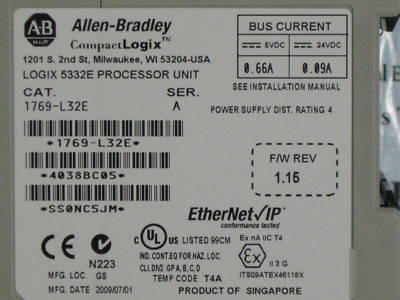 A-B Allen-Bradley
CompactLogix™
1201 S. 2nd St, Milwaukee, WI 53204-USA
LOGIX 5332E PROCESSOR UNIT
CAT. SER.
1769-L32E A
BUS CURRENT
5VDC 24VDC
0.66A 0.09A
SEE INSTALLATION MANUAL
POWER SUPPLY DIST. RATING 4
*1769-L32E*
*4038BC05*
*SS0NC5JM*
F/W REV
1.15
EtherNet/IP™
conformance tested
CE
N223
C UL US LISTED 99CM
IND.CONT.EQ FOR HAZ. LOC.
CLI, DIV2 GP A, B, C, D
TEMP CODE T4A
Ex nA IIC T4
Ex II 3 G
ITS09ATEX46118X
MFG. LOC. GS
MFG. DATE 2009/07/01
PRODUCT OF SINGAPORE